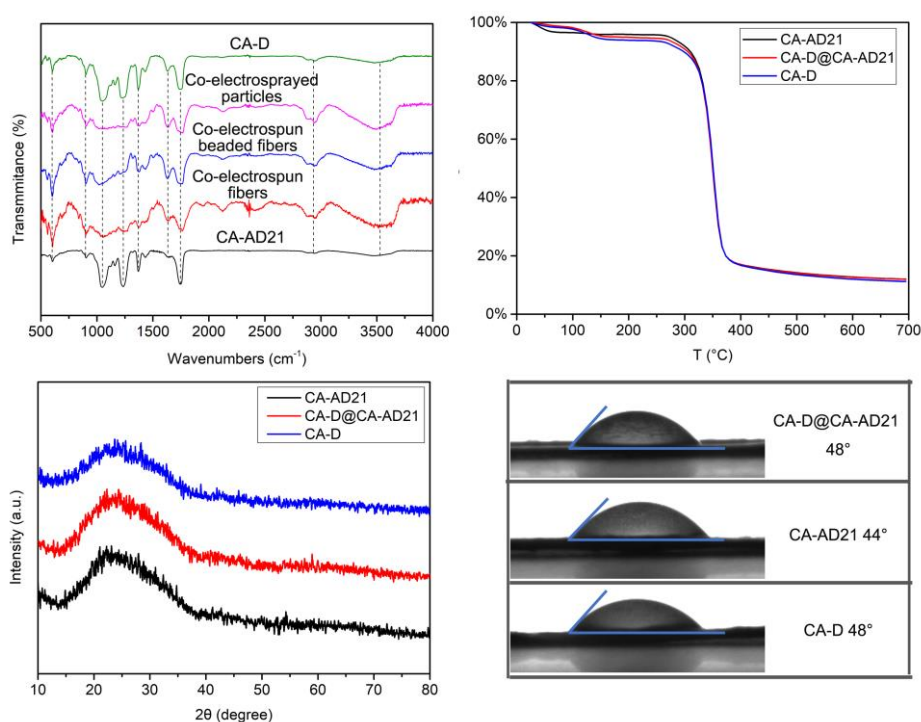 CA-D
Co-electrosprayed
particles
Co-electrospun
beaded fibers
Co-electrospun
fibers
CA-AD21
Transmmitance (%)
500 1000 1500 2000 2500 3000 3500 4000
Wavenumbers (cm⁻¹)
100%
80%
60%
40%
20%
0%
CA-AD21
CA-D@CA-AD21
CA-D
0 100 200 300 400 500 600 700
T (°C)
CA-AD21
CA-D@CA-AD21
CA-D
Intensity (a.u.)
10 20 30 40 50 60 70 80
2θ (degree)
CA-D@CA-AD21
48°
CA-AD21 44°
CA-D 48°